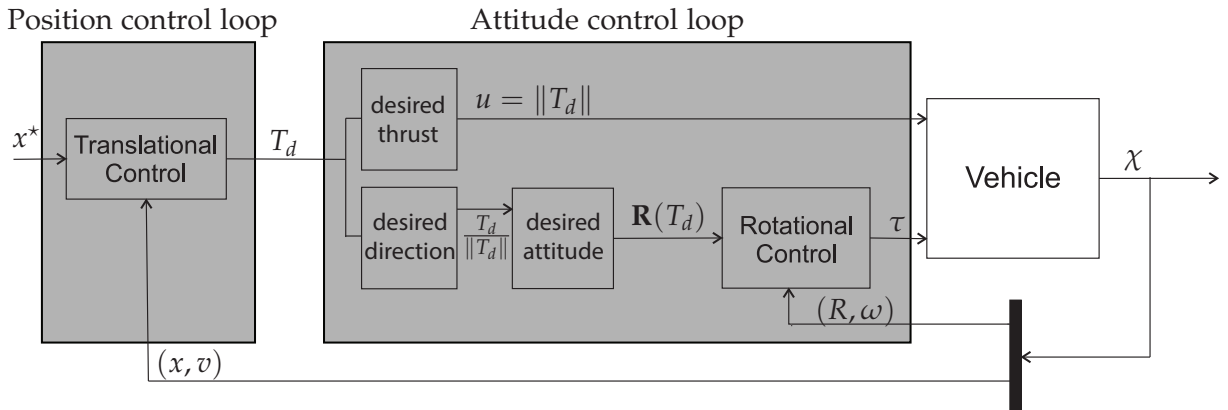 Position control loop
Attitude control loop
x⋆
Translational
Control
T_d
desired
thrust
u = ‖T_d‖
desired
direction
T_d
‖T_d‖
desired
attitude
R(T_d)
Rotational
Control
τ
Vehicle
χ
(R, ω)
(x, v)